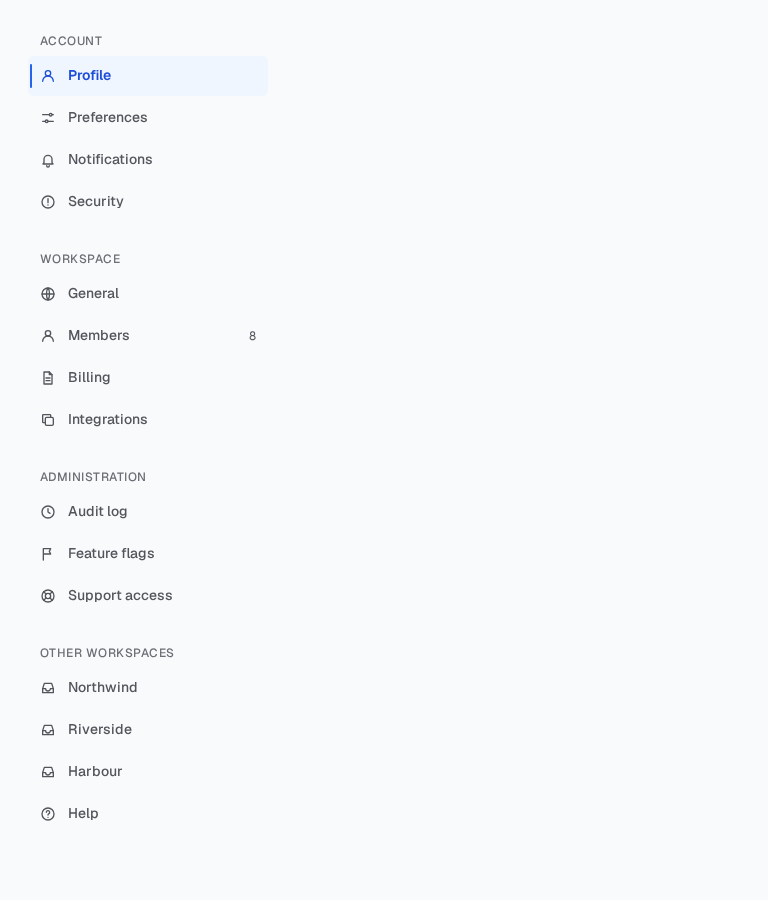 ACCOUNT
Profile
Preferences
Notifications
Security
WORKSPACE
General
Members 8
Billing
Integrations
ADMINISTRATION
Audit log
Feature flags
Support access
OTHER WORKSPACES
Northwind
Riverside
Harbour
Help